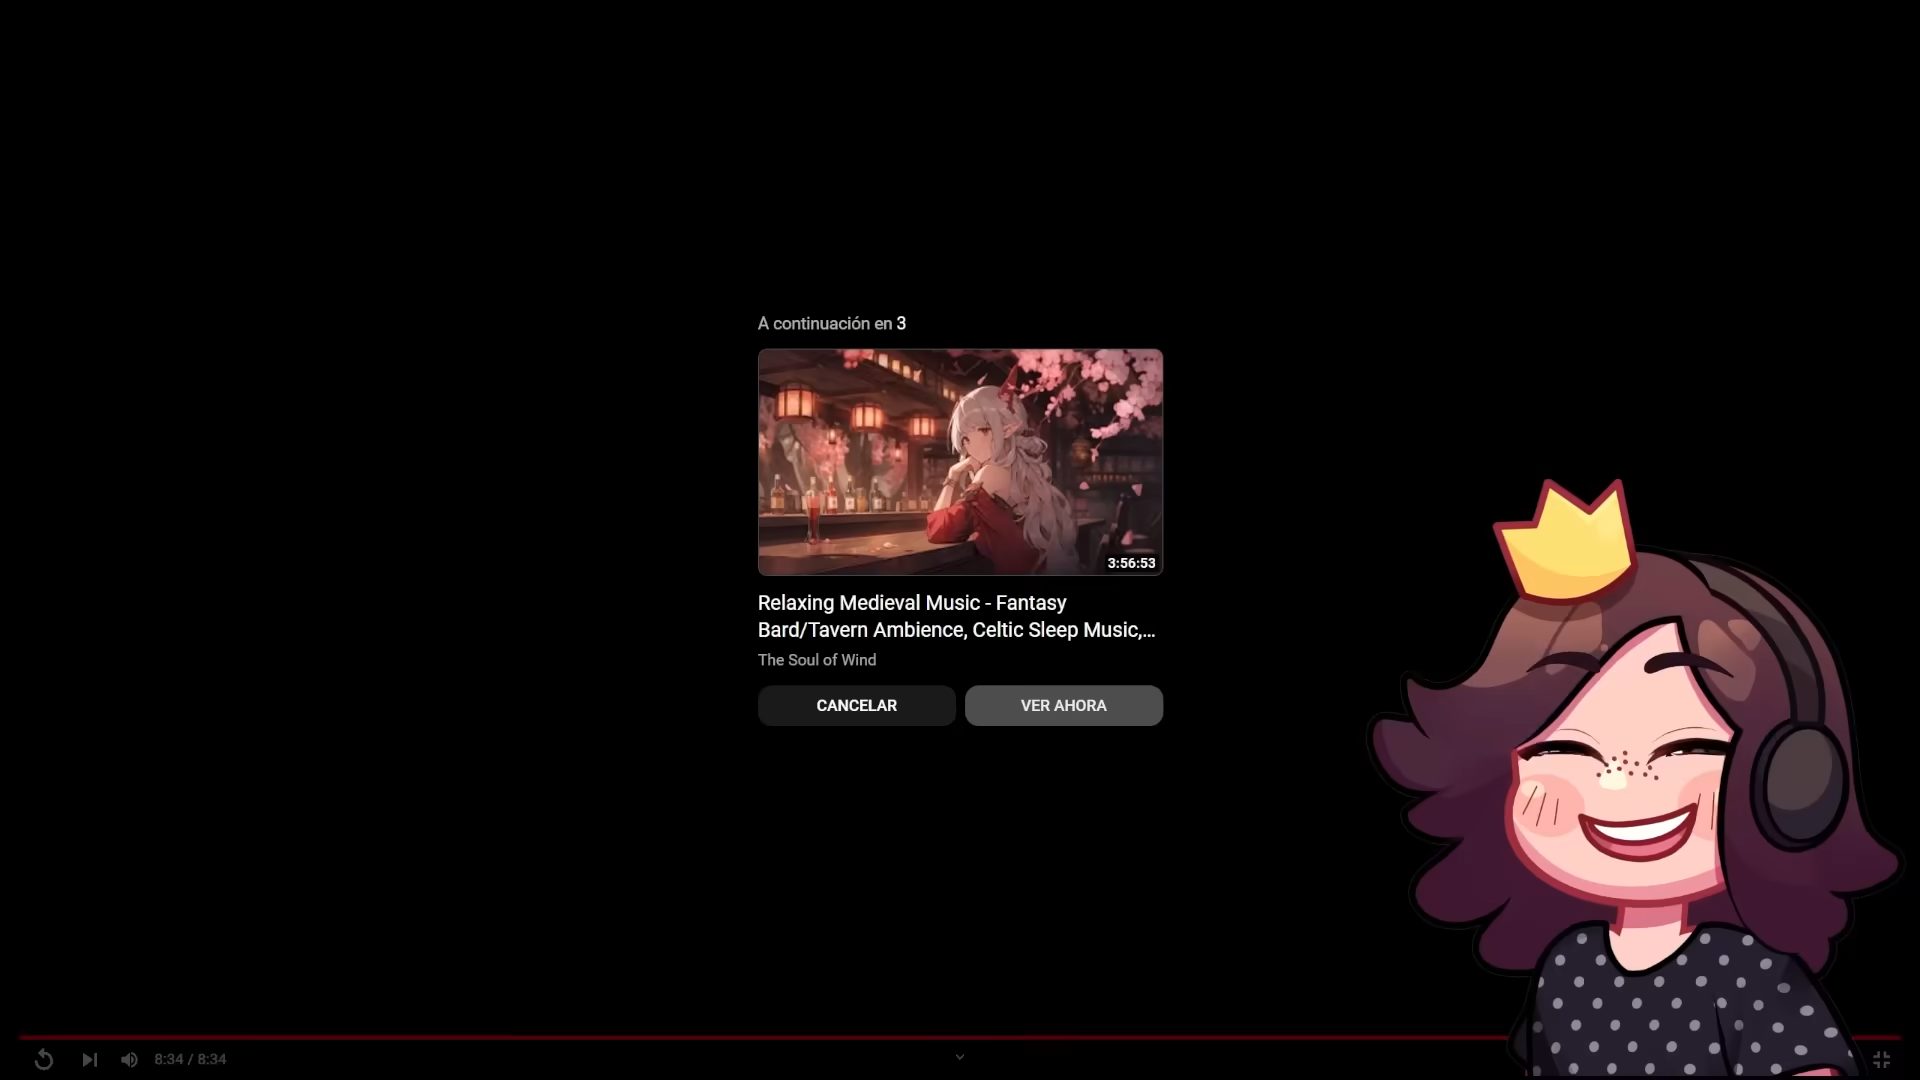 A continuación en 3
3:56:53
Relaxing Medieval Music - Fantasy
Bard/Tavern Ambience, Celtic Sleep Music,...
The Soul of Wind
CANCELAR
VER AHORA
8:34 / 8:34